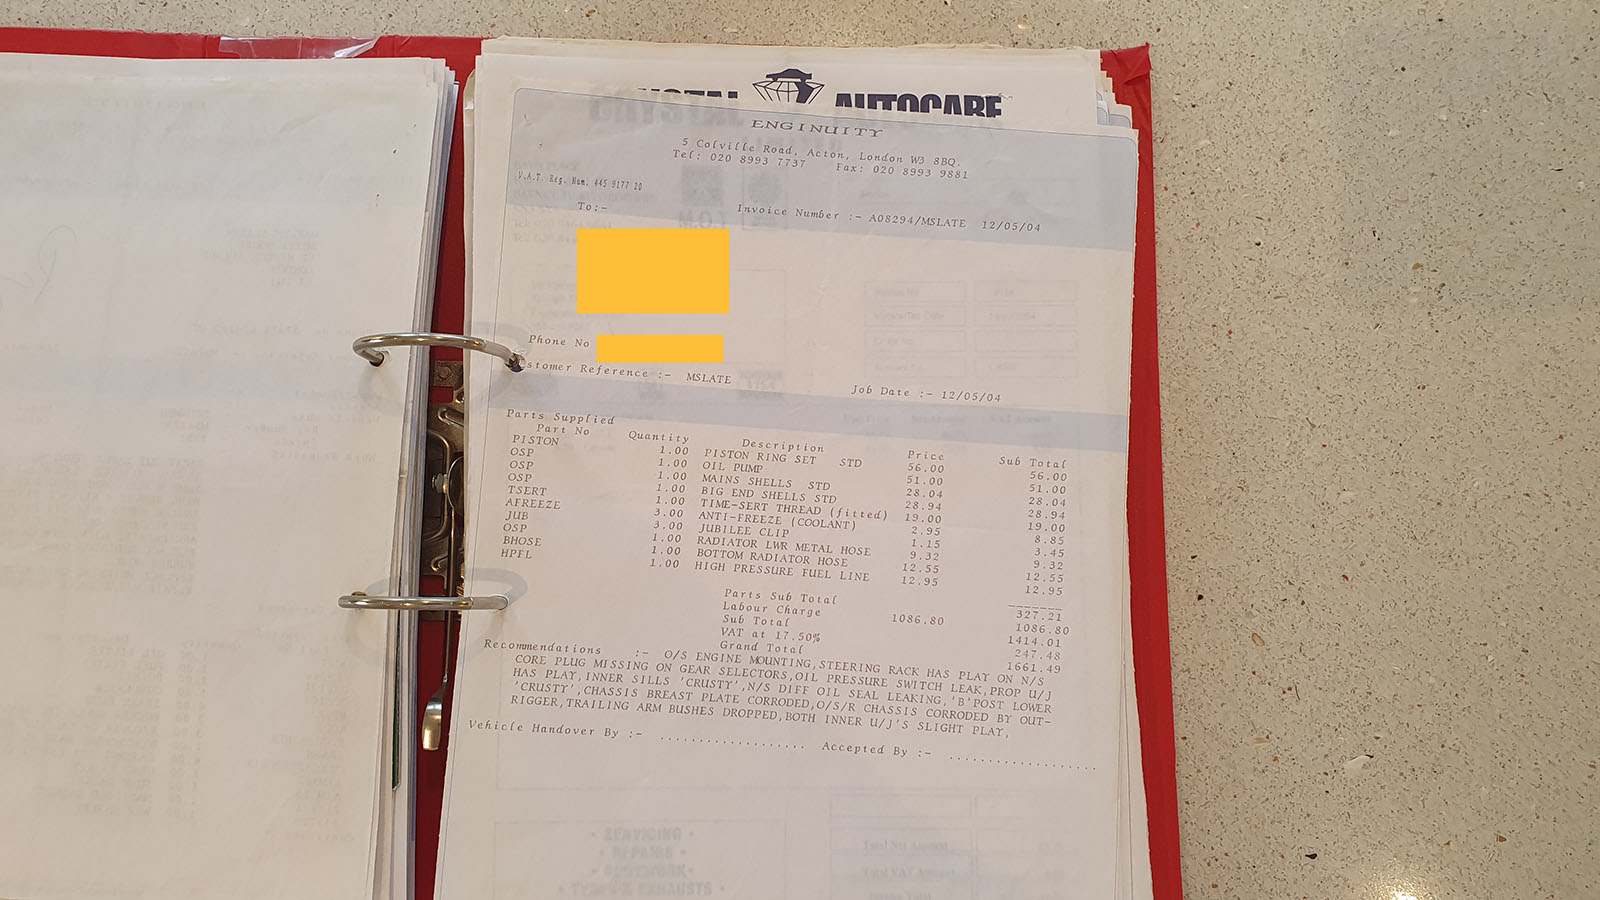 CRYSTAL AUTOCARE
ENGINUITY
5 Colville Road, Acton, London W3 8BQ.
Tel: 020 8993 7737 Fax: 020 8993 9881
V.A.T. Reg. Num. 445 9177 20
M.O.T.
To:- Invoice Number :- A08294/MSLATE 12/05/04
Phone No
stomer Reference :- MSLATE Job Date :- 12/05/04
Parts Supplied
Part No Quantity Description Price Sub Total
PISTON 1.00 PISTON RING SET STD 56.00 56.00
OSP 1.00 OIL PUMP 51.00 51.00
OSP 1.00 MAINS SHELLS STD 28.04 28.04
OSP 1.00 BIG END SHELLS STD 28.94 28.94
TSERT 1.00 TIME-SERT THREAD (fitted) 19.00 19.00
AFREEZE 3.00 ANTI-FREEZE (COOLANT) 2.95 8.85
JUB 3.00 JUBILEE CLIP 1.15 3.45
OSP 1.00 RADIATOR LWR METAL HOSE 9.32 9.32
BHOSE 1.00 BOTTOM RADIATOR HOSE 12.55 12.55
HPFL 1.00 HIGH PRESSURE FUEL LINE 12.95 12.95
Parts Sub Total 327.21
Labour Charge 1086.80 1086.80
Sub Total 1414.01
VAT at 17.50% 247.48
Grand Total 1661.49
Recommendations :- O/S ENGINE MOUNTING,STEERING RACK HAS PLAY ON N/S
CORE PLUG MISSING ON GEAR SELECTORS,OIL PRESSURE SWITCH LEAK,PROP U/J
HAS PLAY,INNER SILLS 'CRUSTY',N/S DIFF OIL SEAL LEAKING,'B'POST LOWER
'CRUSTY',CHASSIS BREAST PLATE CORRODED,O/S/R CHASSIS CORRODED BY OUT-
RIGGER,TRAILING ARM BUSHES DROPPED,BOTH INNER U/J'S SLIGHT PLAY,
Vehicle Handover By :- ................... Accepted By :- ...................
• SERVICING •
• REPAIRS •
• BODYWORK •
• TYRES & EXHAUSTS •